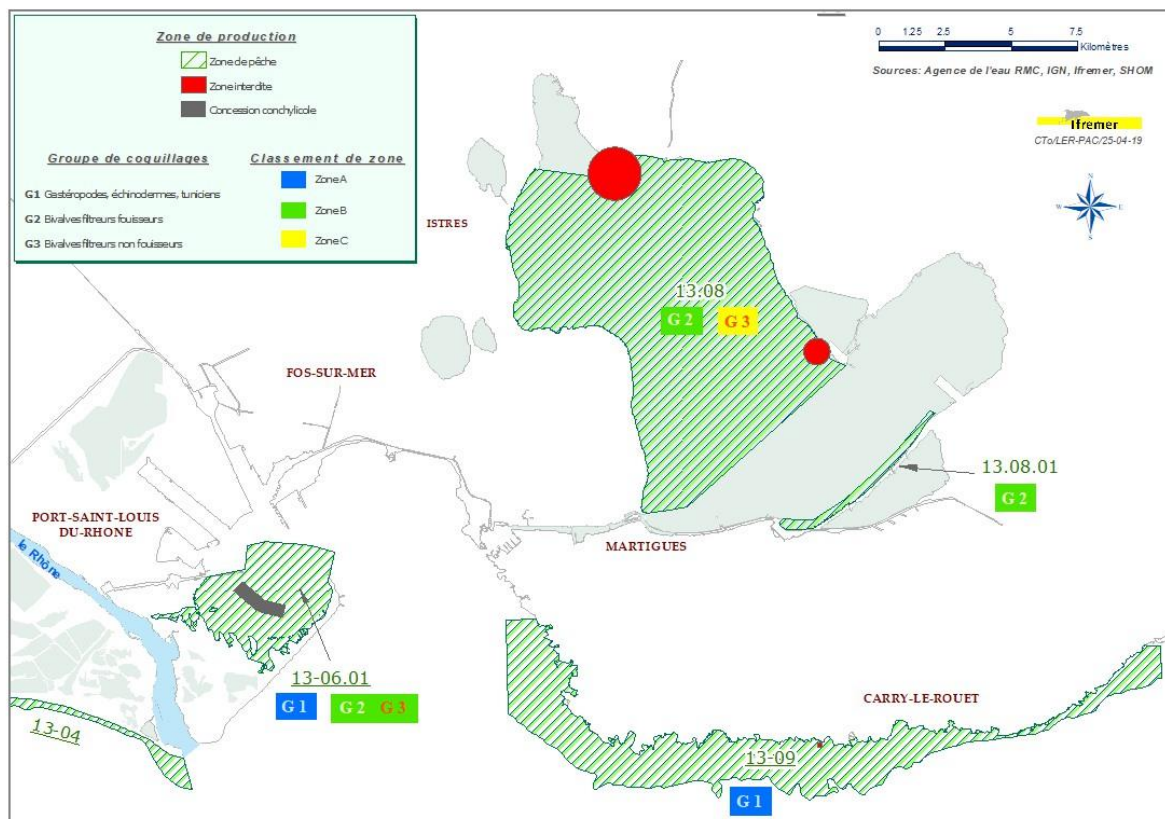 Zone de production
Zone de pêche
Zone interdite
Concession conchylicole
Groupe de coquillages
Classement de zone
G1 Gastéropodes, échinodermes, tuniciers
G2 Bivalves filtreurs fouisseurs
G3 Bivalves filtreurs non fouisseurs
Zone A
Zone B
Zone C
0 1.25 2.5 5 7.5
Kilomètres
Sources: Agence de l'eau RMC, IGN, Ifremer, SHOM
Ifremer
CTo/LER-PAC/25-04-19
N
W E
S
ISTRES
13.08
G 2 G 3
FOS-SUR-MER
13.08.01
G 2
PORT-SAINT-LOUIS
DU-RHONE
MARTIGUES
le Rhône
13-06.01
G 1 G 2 G 3
CARRY-LE-ROUET
13-04
13-09
G 1